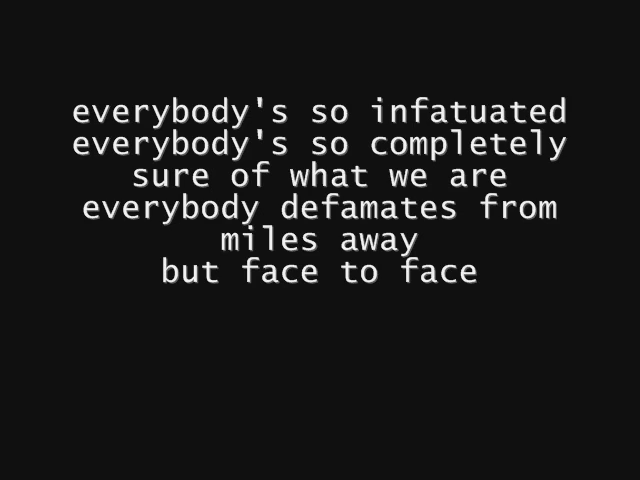 everybody's so infatuated
everybody's so completely
sure of what we are
everybody defamates from
miles away
but face to face